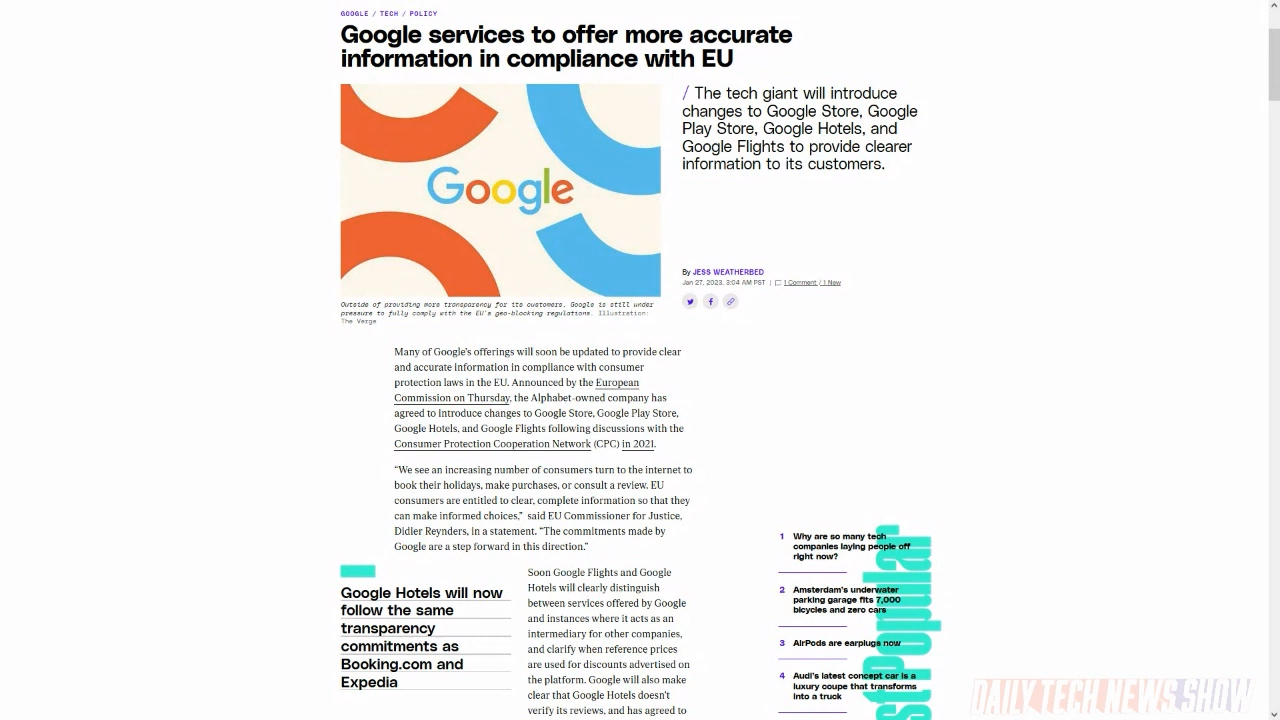 GOOGLE / TECH / POLICY
Google services to offer more accurate
information in compliance with EU
Google
/ The tech giant will introduce
changes to Google Store, Google
Play Store, Google Hotels, and
Google Flights to provide clearer
information to its customers.
By JESS WEATHERBED
Jan 27, 2023, 3:04 AM PST | 1 Comment / 1 New
Outside of providing more transparency for its customers, Google is still under
pressure to fully comply with the EU's geo-blocking regulations. Illustration:
The Verge
Many of Google’s offerings will soon be updated to provide clear
and accurate information in compliance with consumer
protection laws in the EU. Announced by the European
Commission on Thursday, the Alphabet-owned company has
agreed to introduce changes to Google Store, Google Play Store,
Google Hotels, and Google Flights following discussions with the
Consumer Protection Cooperation Network (CPC) in 2021.
“We see an increasing number of consumers turn to the internet to
book their holidays, make purchases, or consult a review. EU
consumers are entitled to clear, complete information so that they
can make informed choices,” said EU Commissioner for Justice,
Didier Reynders, in a statement. “The commitments made by
Google are a step forward in this direction.”
Google Hotels will now
follow the same
transparency
commitments as
Booking.com and
Expedia
Soon Google Flights and Google
Hotels will clearly distinguish
between services offered by Google
and instances where it acts as an
intermediary for other companies,
and clarify when reference prices
are used for discounts advertised on
the platform. Google will also make
clear that Google Hotels doesn't
verify its reviews, and has agreed to
1 Why are so many tech
companies laying people off
right now?
2 Amsterdam’s underwater
parking garage fits 7,000
bicycles and zero cars
3 AirPods are earplugs now
4 Audi’s latest concept car is a
luxury coupe that transforms
into a truck
st Popular
DAILY TECH NEWS SHOW